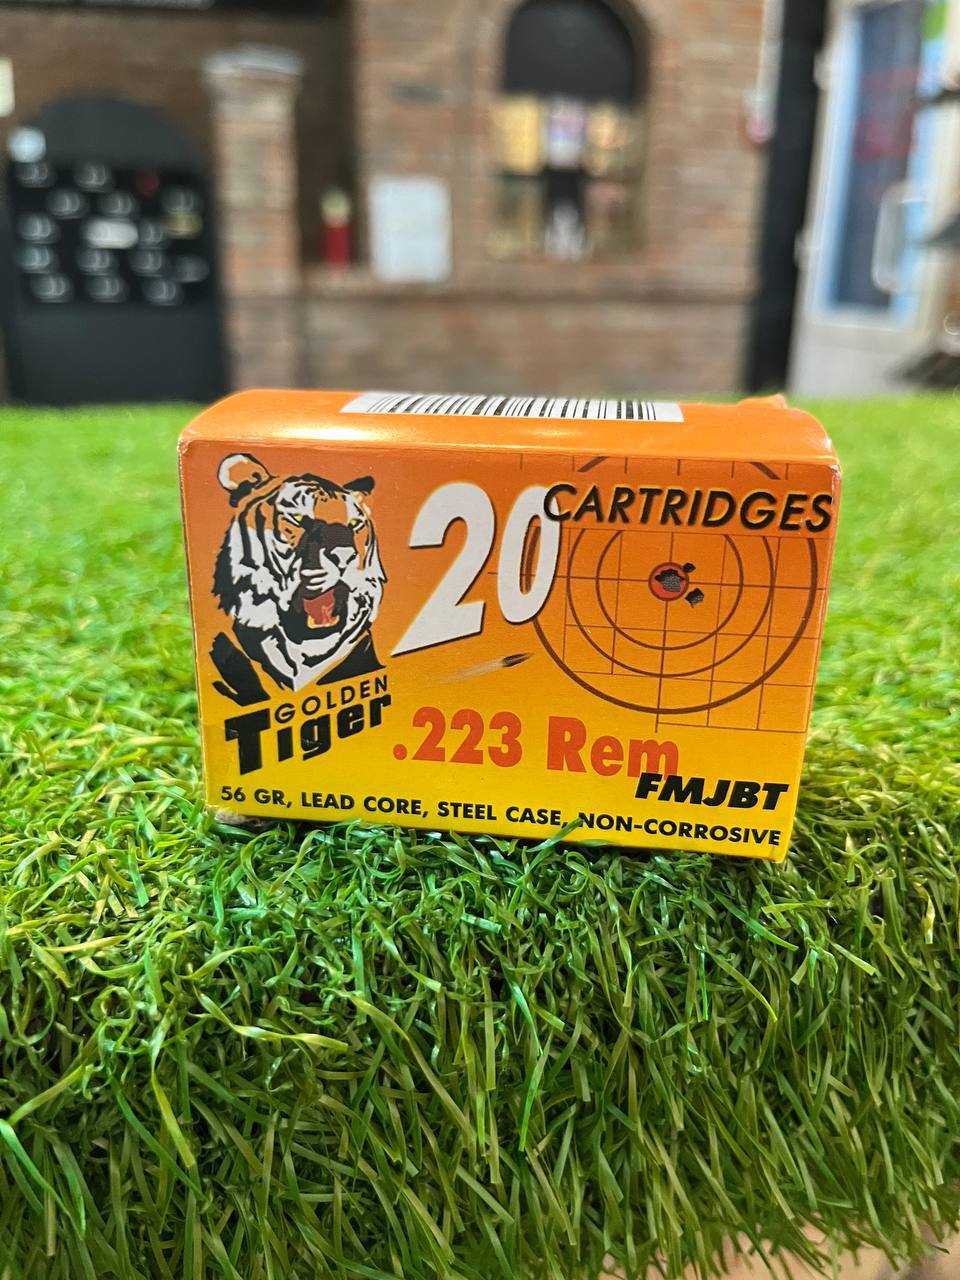 20 CARTRIDGES
GOLDEN
Tiger
.223 Rem
FMJBT
56 GR, LEAD CORE, STEEL CASE, NON-CORROSIVE